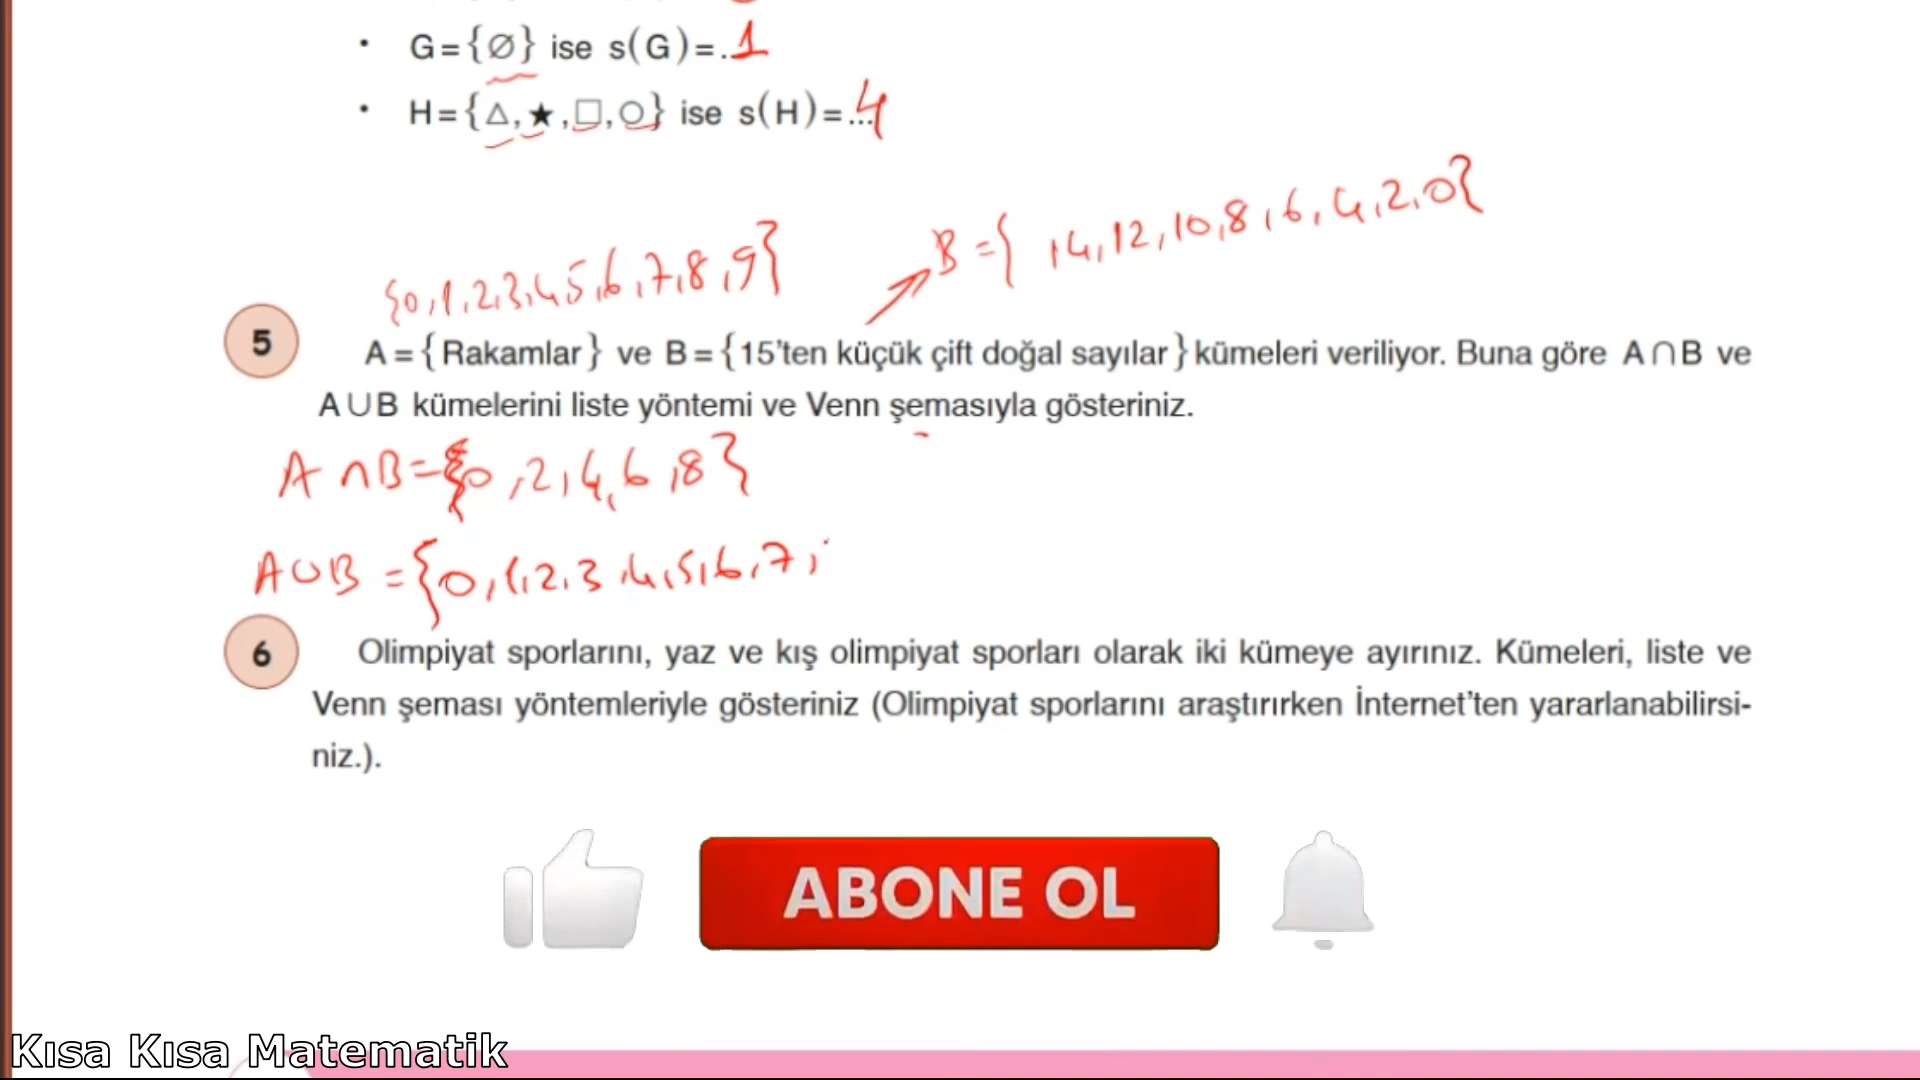 • G={∅} ise s(G)=.1
• H={△,★,□,○} ise s(H)=...4
B={ 14,12,10,8,6,4,2,0}
{0,1,2,3,4,5,6,7,8,9}
5 A={Rakamlar} ve B={15'ten küçük çift doğal sayılar} kümeleri veriliyor. Buna göre A∩B ve
A∪B kümelerini liste yöntemi ve Venn şemasıyla gösteriniz.
A∩B={0,2,4,6,8}
A∪B={0,1,2,3,4,5,6,7,
6 Olimpiyat sporlarını, yaz ve kış olimpiyat sporları olarak iki kümeye ayırınız. Kümeleri, liste ve
Venn şeması yöntemleriyle gösteriniz (Olimpiyat sporlarını araştırırken İnternet'ten yararlanabilirsi-
niz.).
ABONE OL
Kısa Kısa Matematik